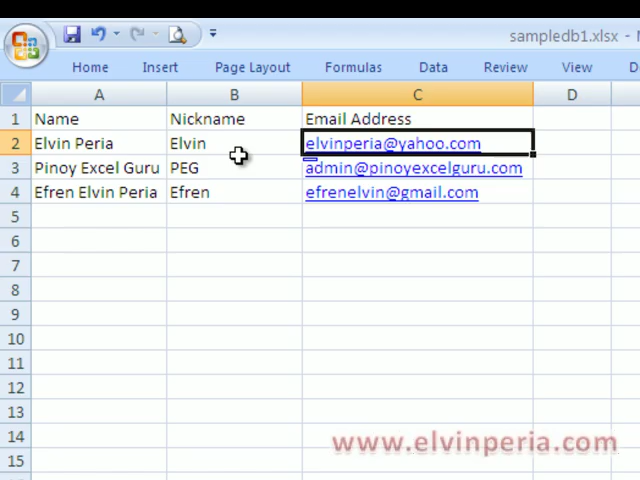 sampledb1.xlsx -
Home Insert Page Layout Formulas Data Review View
A B C D
1 Name Nickname Email Address
2 Elvin Peria Elvin elvinperia@yahoo.com
3 Pinoy Excel Guru PEG admin@pinoyexcelguru.com
4 Efren Elvin Peria Efren efrenelvin@gmail.com
5
6
7
8
9
10
11
12
13
14
15
www.elvinperia.com